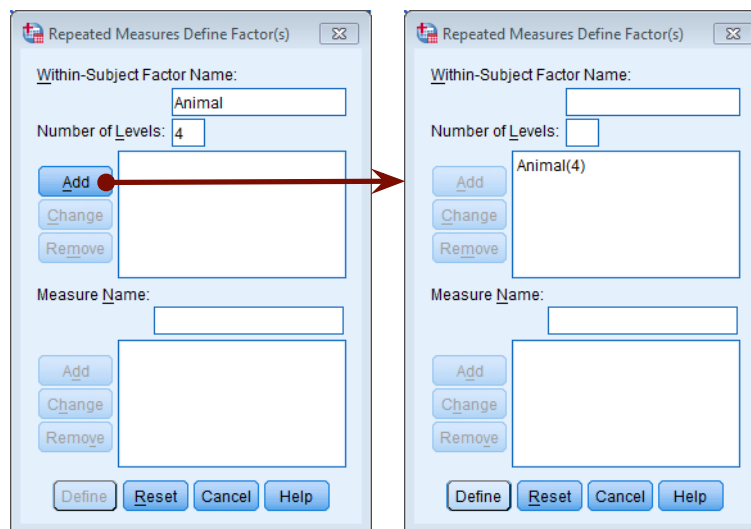 Repeated Measures Define Factor(s)
Within-Subject Factor Name:
Animal
Number of Levels: 4
Add
Change
Remove
Measure Name:
Add
Change
Remove
Define Reset Cancel Help
Repeated Measures Define Factor(s)
Within-Subject Factor Name:
Number of Levels:
Add
Animal(4)
Change
Remove
Measure Name:
Add
Change
Remove
Define Reset Cancel Help